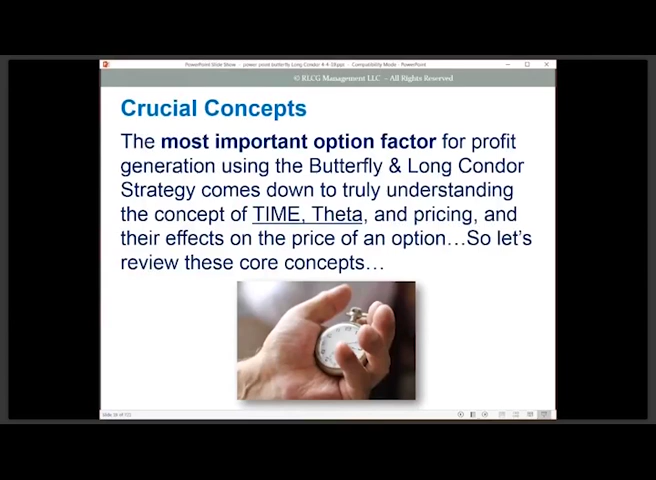 PowerPoint Slide Show - power point butterfly Long Condor 4-4-18.ppt - Compatibility Mode - PowerPoint
© RLCG Management LLC – All Rights Reserved
Crucial Concepts
The most important option factor for profit
generation using the Butterfly & Long Condor
Strategy comes down to truly understanding
the concept of TIME, Theta, and pricing, and
their effects on the price of an option…So let's
review these core concepts…